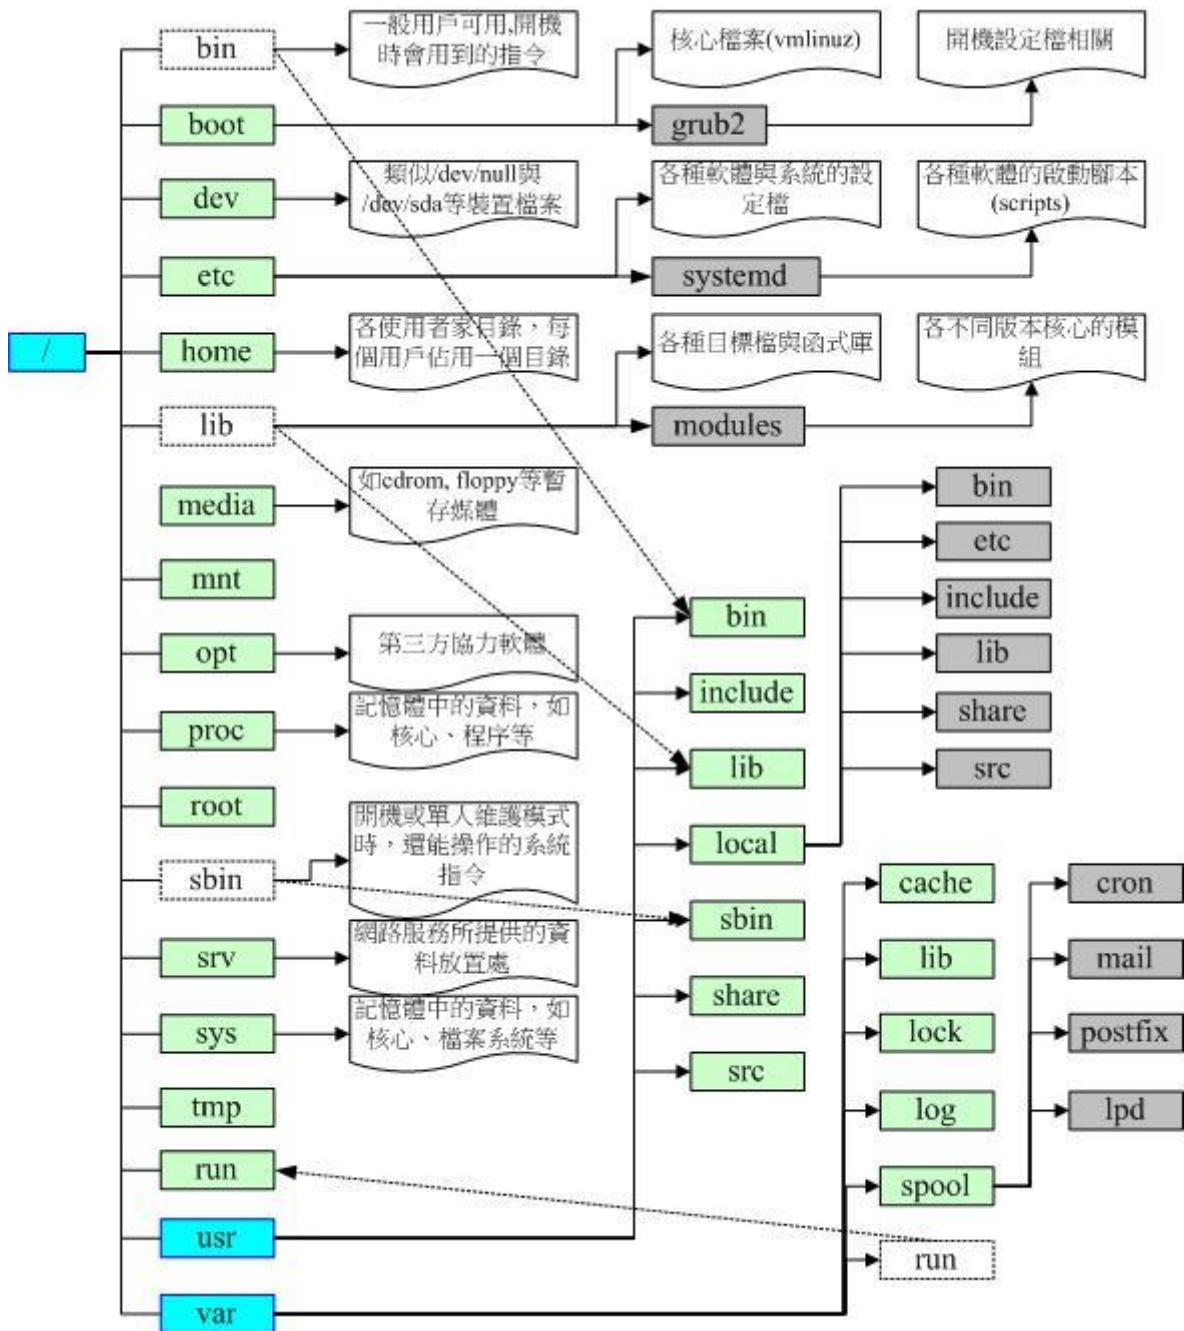 bin
一般用戶可用,開機
時會用到的指令
核心檔案(vmlinuz)
開機設定檔相關
boot
grub2
dev
類似/dev/null與
/dev/sda等裝置檔案
各種軟體與系統的設
定檔
各種軟體的啟動腳本
(scripts)
etc
systemd
/
home
各使用者家目錄，每
個用戶佔用一個目錄
各種目標檔與函式庫
各不同版本核心的模
組
lib
modules
media
如cdrom, floppy等暫
存媒體
mnt
opt
第三方協力軟體
proc
記憶體中的資料，如
核心、程序等
root
sbin
開機或單人維護模式
時，還能操作的系統
指令
srv
網路服務所提供的資
料放置處
sys
記憶體中的資料，如
核心、檔案系統等
tmp
run
usr
var
bin
include
lib
local
sbin
share
src
bin
etc
include
lib
share
src
cache
lib
lock
log
spool
run
cron
mail
postfix
lpd